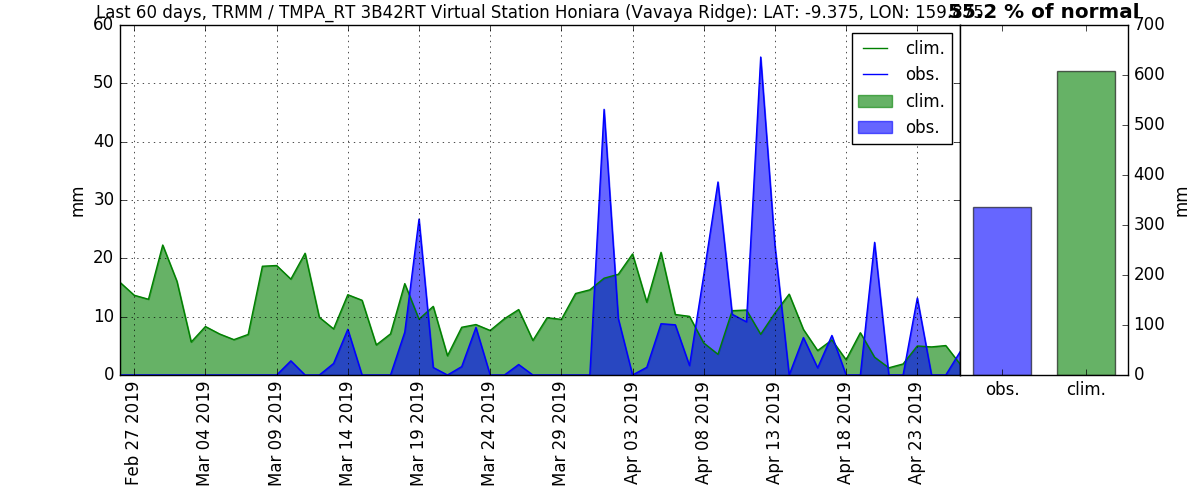 Last 60 days, TRMM / TMPA_RT 3B42RT Virtual Station Honiara (Vavaya Ridge): LAT: -9.375, LON:
55.2 % of normal
60
50
40
30
20
10
0
mm
clim.
obs.
clim.
obs.
700
600
500
400
300
200
100
0
mm
Feb 27 2019
Mar 04 2019
Mar 09 2019
Mar 14 2019
Mar 19 2019
Mar 24 2019
Mar 29 2019
Apr 03 2019
Apr 08 2019
Apr 13 2019
Apr 18 2019
Apr 23 2019
obs.
clim.